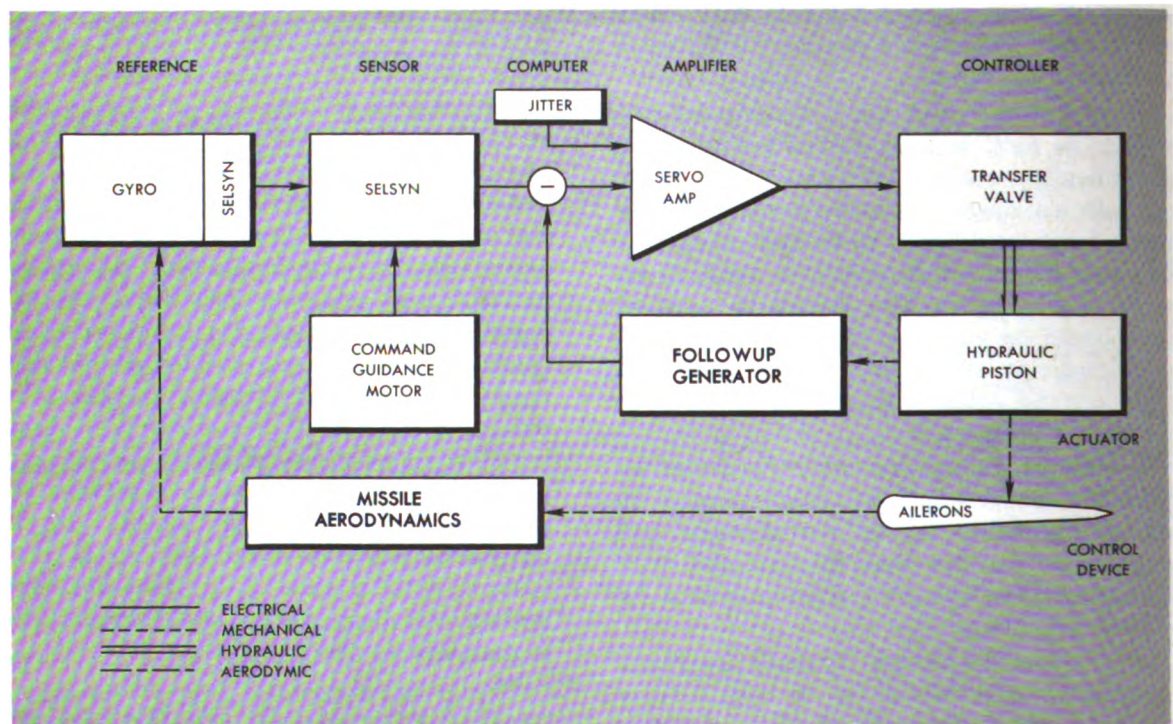 REFERENCE
SENSOR
COMPUTER
AMPLIFIER
CONTROLLER
JITTER
GYRO
SELSYN
SELSYN
SERVO
AMP
TRANSFER
VALVE
COMMAND
GUIDANCE
MOTOR
FOLLOWUP
GENERATOR
HYDRAULIC
PISTON
ACTUATOR
MISSILE
AERODYNAMICS
AILERONS
CONTROL
DEVICE
ELECTRICAL
MECHANICAL
HYDRAULIC
AERODYMIC